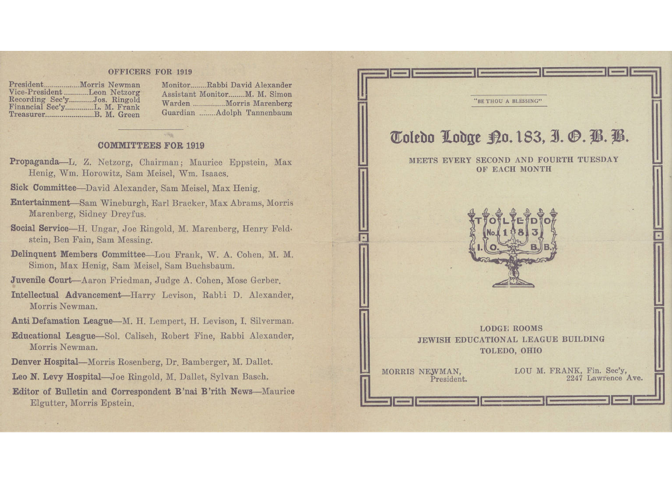 OFFICERS FOR 1919
President................Morris Newman
Vice-President ...........Leon Netzorg
Recording Sec'y............Jos. Ringold
Financial Sec'y............L. M. Frank
Treasurer.....................B. M. Green
Monitor.......Rabbi David Alexander
Assistant Monitor.......M. M. Simon
Warden ...............Morris Marenberg
Guardian .......Adolph Tannenbaum
COMMITTEES FOR 1919
Propaganda—L. Z. Netzorg, Chairman; Maurice Eppstein, Max
Henig, Wm. Horowitz, Sam Meisel, Wm. Isaacs.
Sick Committee—David Alexander, Sam Meisel, Max Henig.
Entertainment—Sam Wineburgh, Karl Bracker, Max Abrams, Morris
Marenberg, Sidney Dreyfus.
Social Service—H. Ungar, Joe Ringold, M. Marenberg, Henry Feld-
stein, Ben Fain, Sam Messing.
Delinquent Members Committee—Lou Frank, W. A. Cohen, M. M.
Simon, Max Henig, Sam Meisel, Sam Buchsbaum.
Juvenile Court—Aaron Friedman, Judge A. Cohen, Mose Gerber.
Intellectual Advancement—Harry Levison, Rabbi D. Alexander,
Morris Newman.
Anti Defamation League—M. H. Lempert, H. Levison, I. Silverman.
Educational League—Sol. Calisch, Robert Fine, Rabbi Alexander,
Morris Newman.
Denver Hospital—Morris Rosenberg, Dr. Bamberger, M. Dallet.
Leo N. Levy Hospital—Joe Ringold, M. Dallet, Sylvan Basch.
Editor of Bulletin and Correspondent B'nai B'rith News—Maurice
Elgutter, Morris Epstein.
"BE THOU A BLESSING"
Toledo Lodge No. 183, I. O. B. B.
MEETS EVERY SECOND AND FOURTH TUESDAY
OF EACH MONTH
TOLEDO
No. 183
I. O. B. B.
LODGE ROOMS
JEWISH EDUCATIONAL LEAGUE BUILDING
TOLEDO, OHIO
MORRIS NEWMAN,
President.
LOU M. FRANK, Fin. Sec'y,
2247 Lawrence Ave.